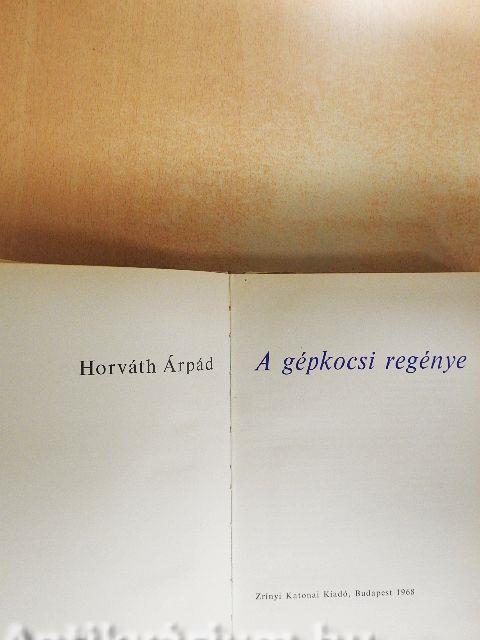 Horváth Árpád
A gépkocsi regénye
Zrínyi Katonai Kiadó, Budapest 1968